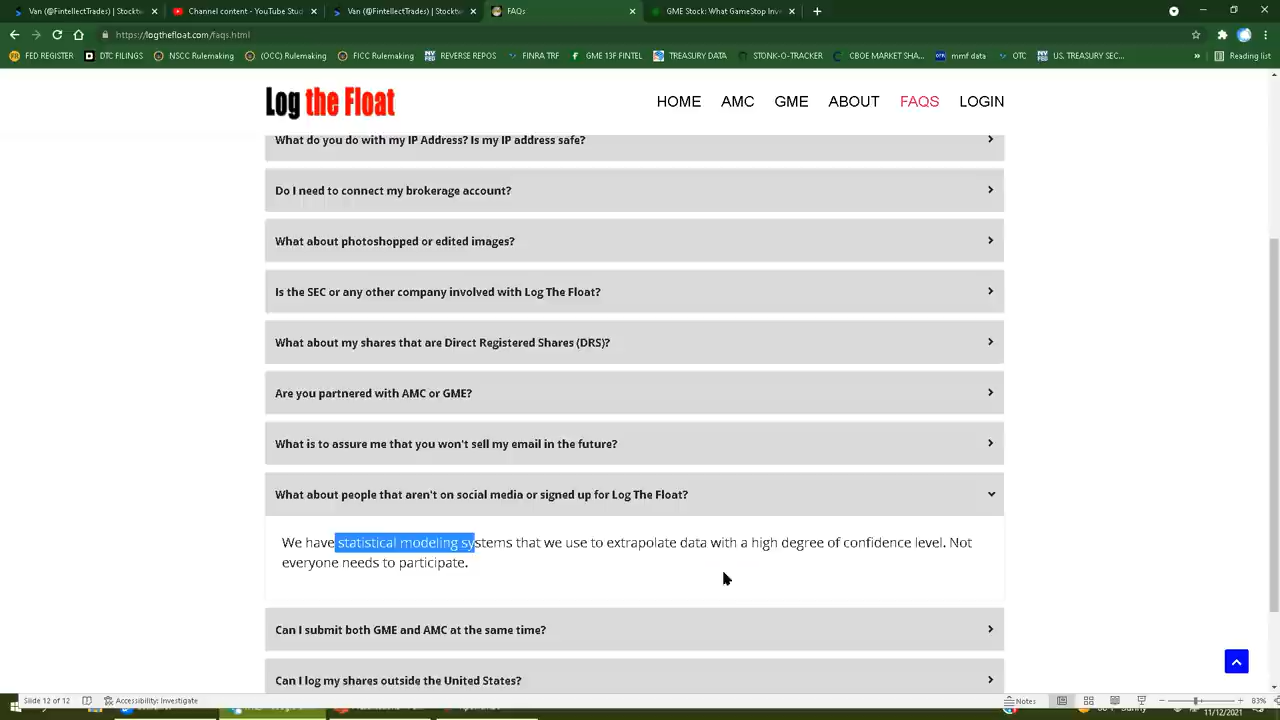 Van (@IntellectTrades) | Stocktw
Channel content - YouTube Studi
Van (@IntellectTrades) | Stocktw
FAQs
GME Stock: What GameStop Inve
https://logthefloat.com/faqs.html
FED REGISTER
DTC FILINGS
NSCC Rulemaking
(OCC) Rulemaking
FICC Rulemaking
REVERSE REPOS
FINRA TRF
GME 13F FINTEL
TREASURY DATA
STONK-O-TRACKER
CBOE MARKET SHA...
mmf data
OTC
U.S. TREASURY SEC...
»
Reading list
Log the Float
HOME
AMC
GME
ABOUT
FAQS
LOGIN
What do you do with my IP Address? Is my IP address safe?
Do I need to connect my brokerage account?
What about photoshopped or edited images?
Is the SEC or any other company involved with Log The Float?
What about my shares that are Direct Registered Shares (DRS)?
Are you partnered with AMC or GME?
What is to assure me that you won't sell my email in the future?
What about people that aren't on social media or signed up for Log The Float?
We have statistical modeling systems that we use to extrapolate data with a high degree of confidence level. Not
everyone needs to participate.
Can I submit both GME and AMC at the same time?
Can I log my shares outside the United States?
Slide 12 of 12
Accessibility: Investigate
Notes
83%
11/12/2021